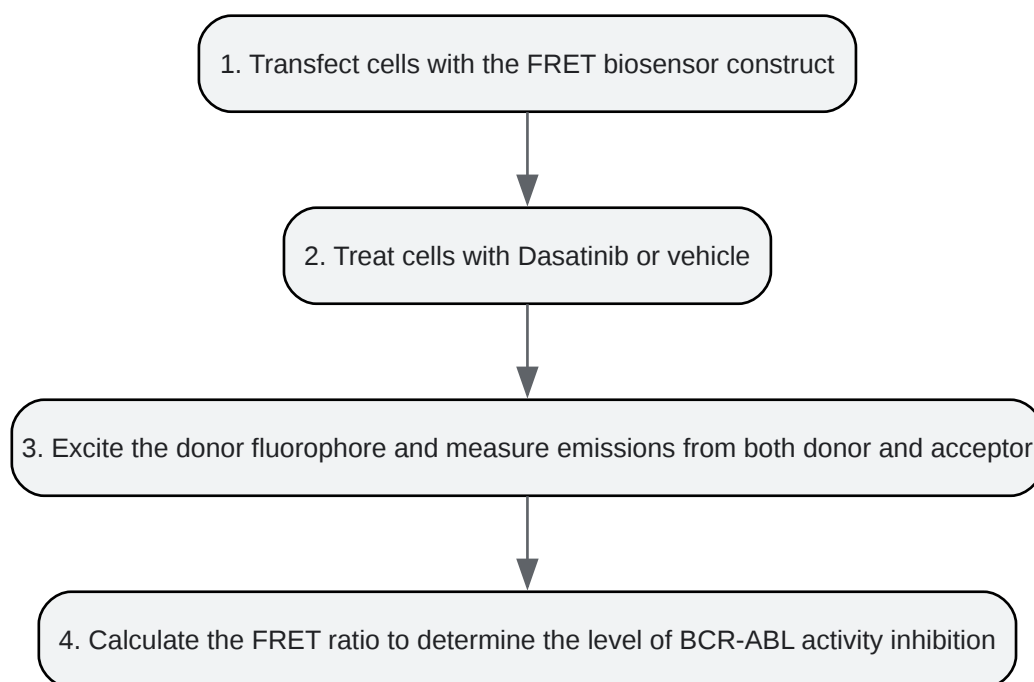 1. Transfect cells with the FRET biosensor construct
2. Treat cells with Dasatinib or vehicle
3. Excite the donor fluorophore and measure emissions from both donor and acceptor
4. Calculate the FRET ratio to determine the level of BCR-ABL activity inhibition